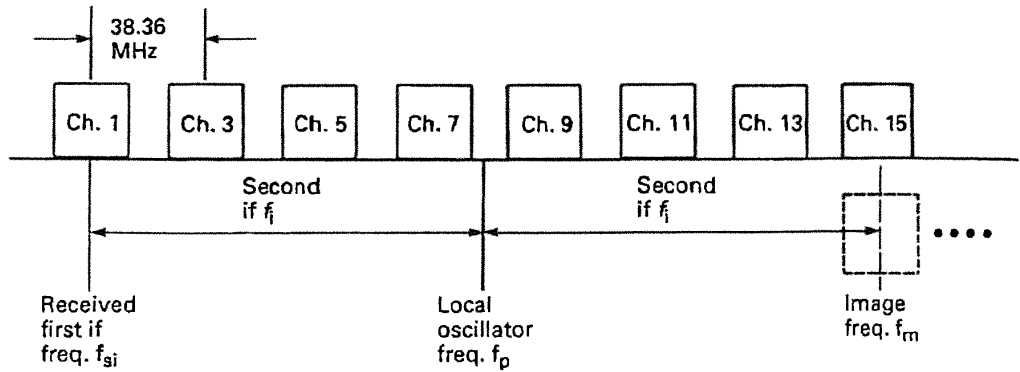 38.36
MHz
Ch. 1 Ch. 3 Ch. 5 Ch. 7 Ch. 9 Ch. 11 Ch. 13 Ch. 15
Second
if fi
Second
if fi
Received
first if
freq. fsi
Local
oscillator
freq. fp
Image
freq. fm